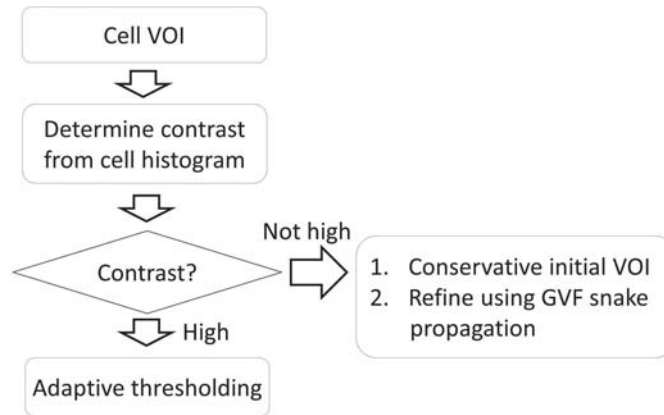 Cell VOI
Determine contrast
from cell histogram
Not high
Contrast?
1. Conservative initial VOI
2. Refine using GVF snake
propagation
High
Adaptive thresholding